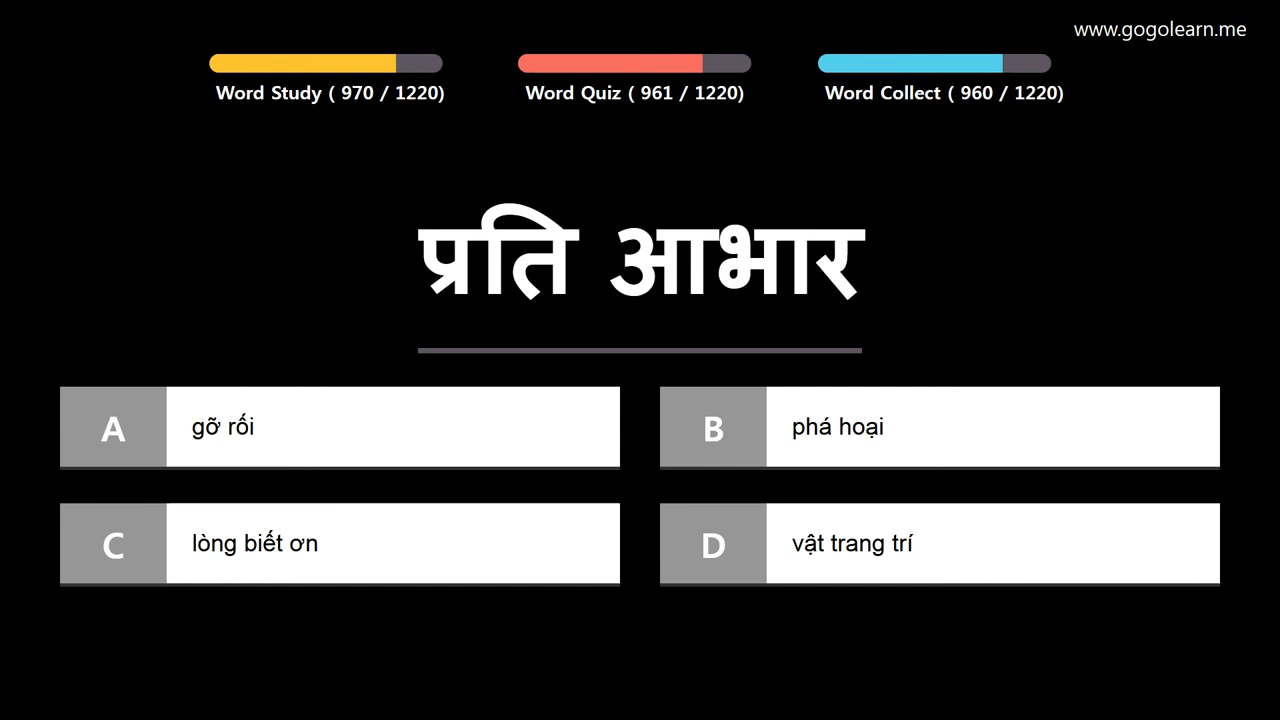 www.gogolearn.me
Word Study ( 970 / 1220)
Word Quiz ( 961 / 1220)
Word Collect ( 960 / 1220)
प्रति आभार
A
gỡ rối
B
phá hoại
C
lòng biết ơn
D
vật trang trí